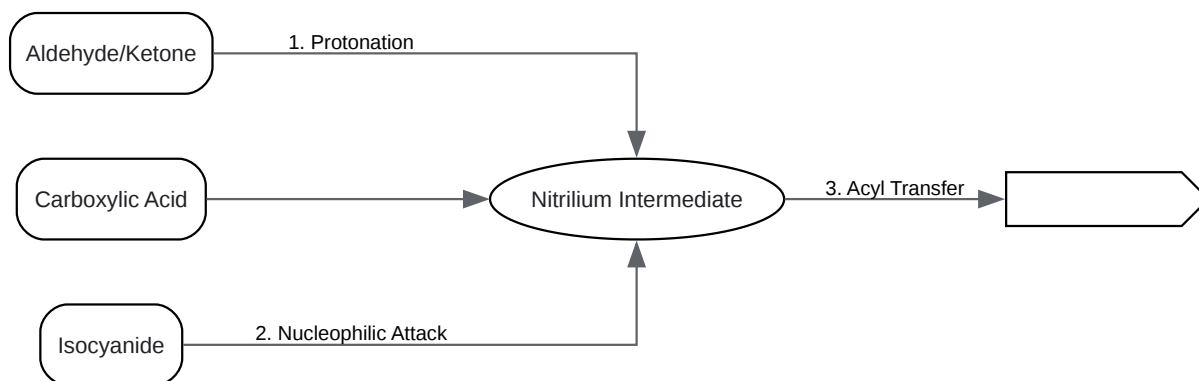 Aldehyde/Ketone
1. Protonation
Carboxylic Acid
Nitrilium Intermediate
3. Acyl Transfer
Isocyanide
2. Nucleophilic Attack